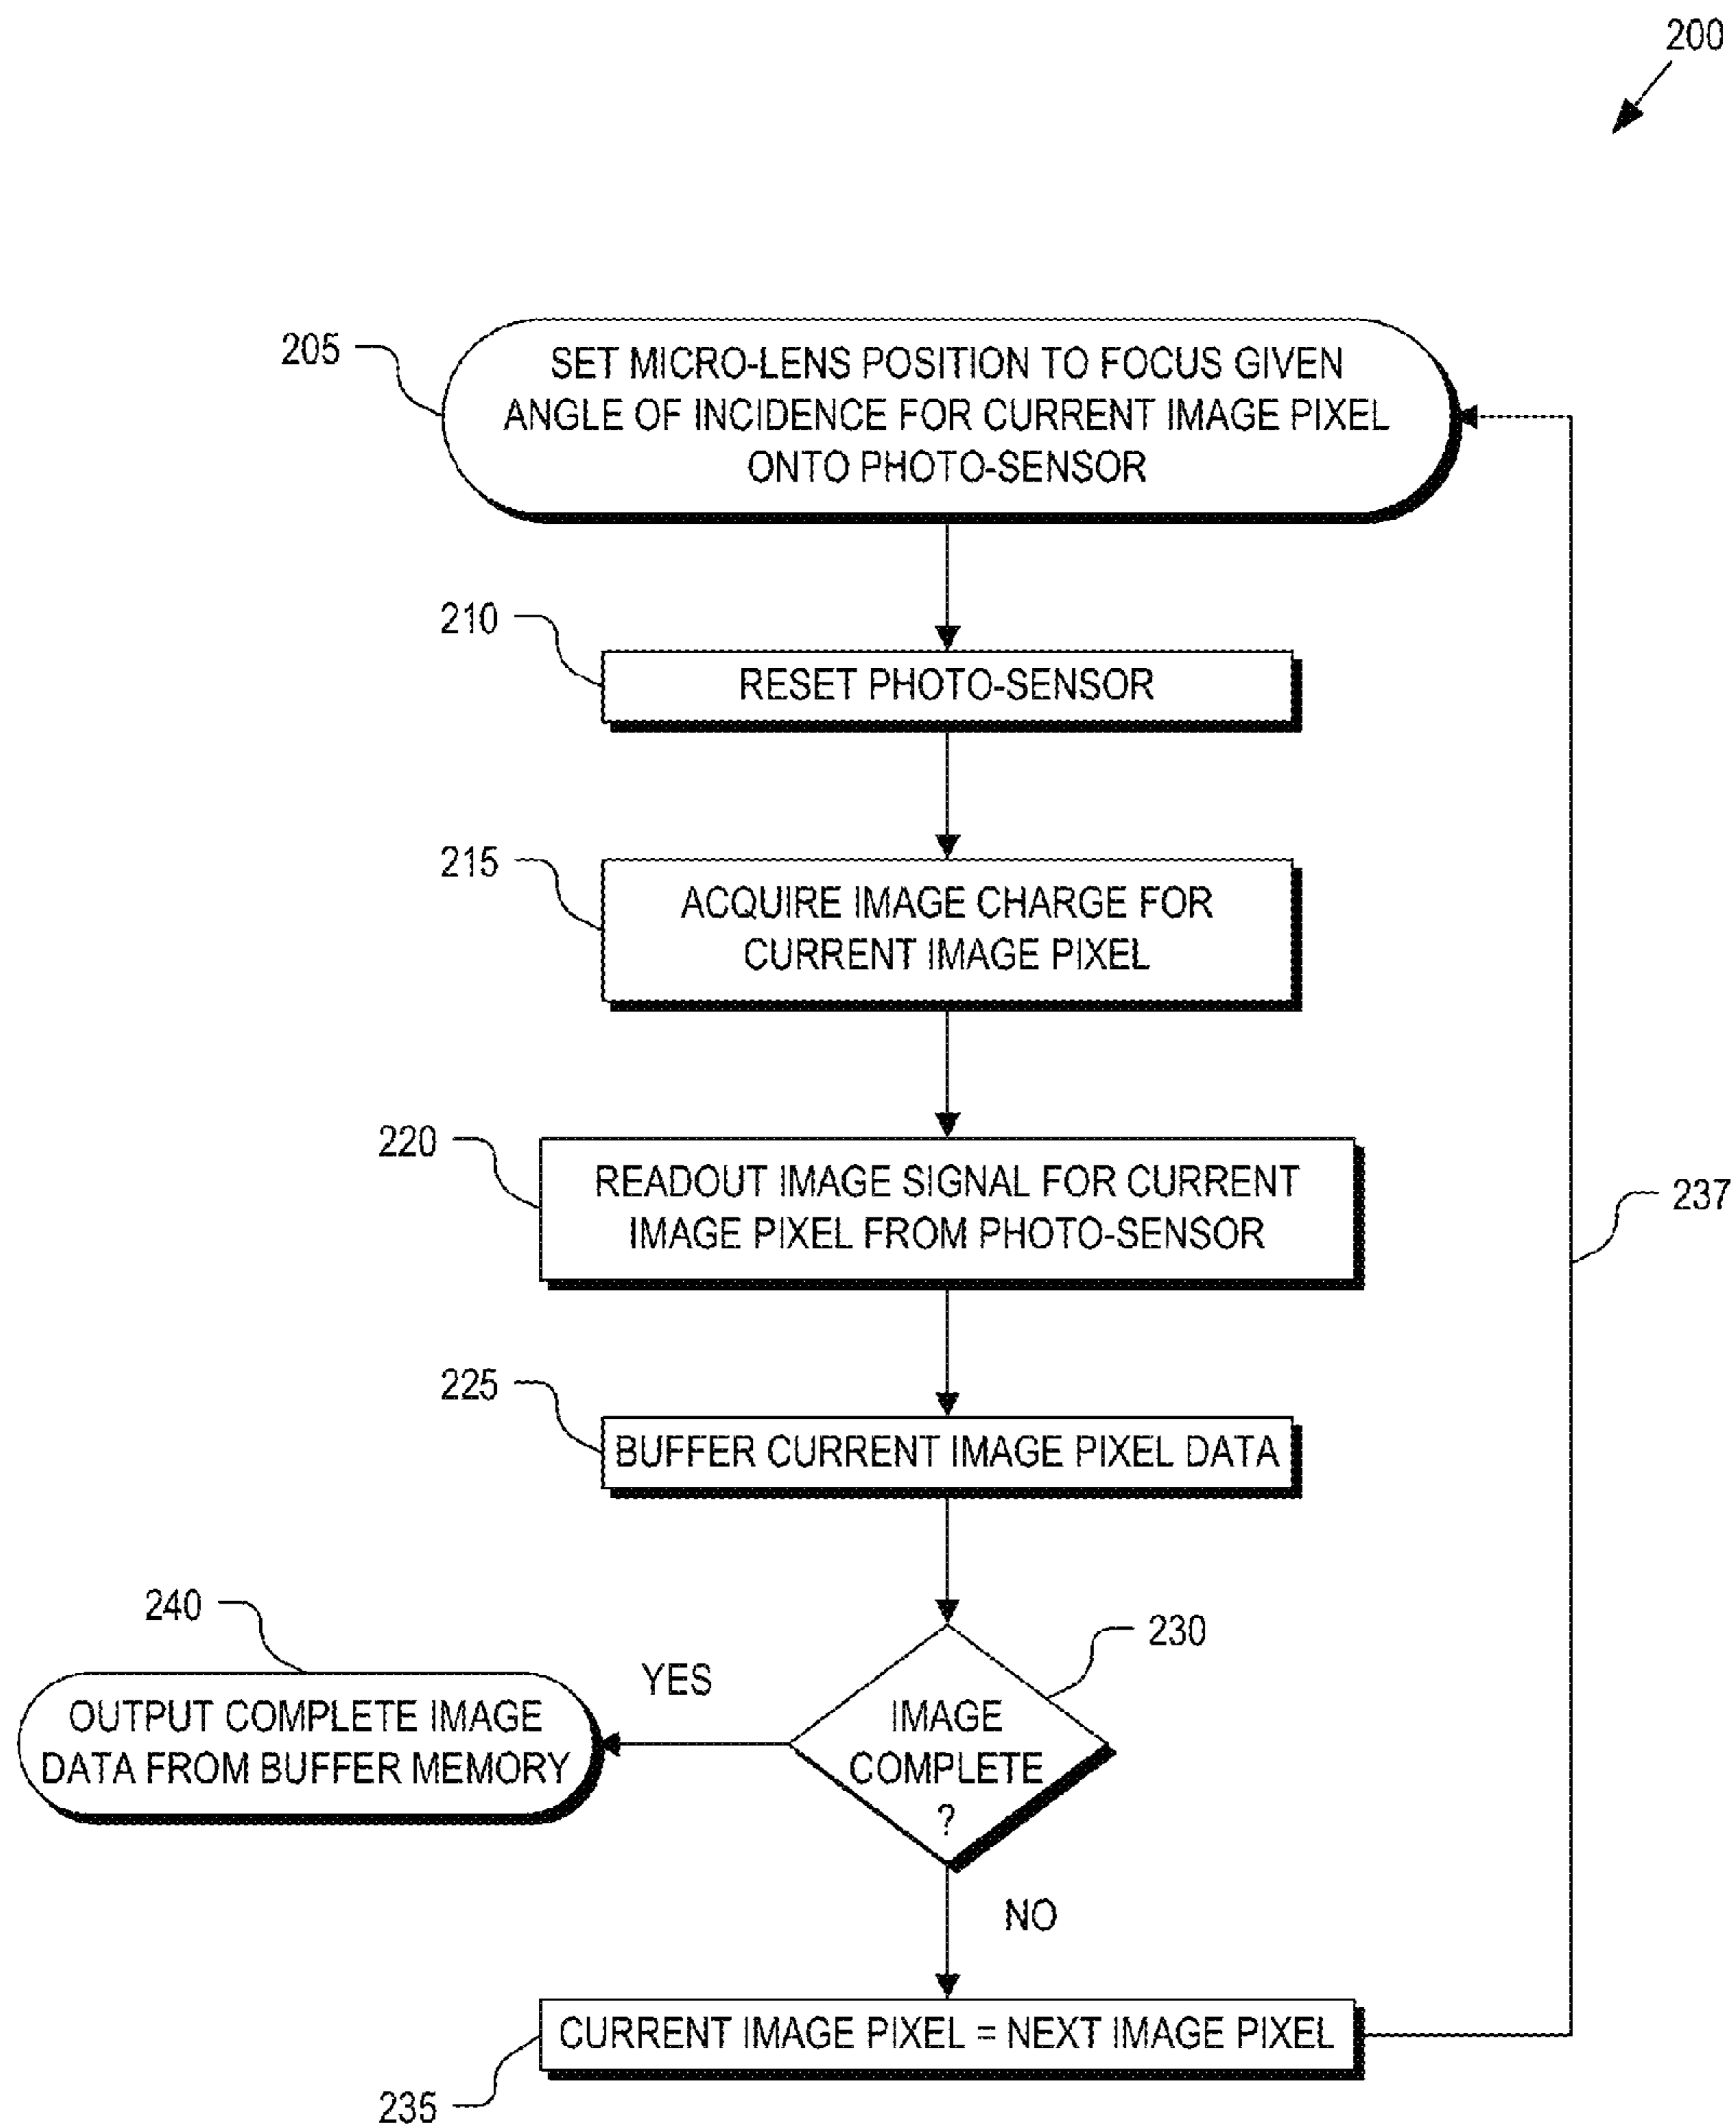 200
205
SET MICRO-LENS POSITION TO FOCUS GIVEN
ANGLE OF INCIDENCE FOR CURRENT IMAGE PIXEL
ONTO PHOTO-SENSOR
210
RESET PHOTO-SENSOR
215
ACQUIRE IMAGE CHARGE FOR
CURRENT IMAGE PIXEL
220
READOUT IMAGE SIGNAL FOR CURRENT
IMAGE PIXEL FROM PHOTO-SENSOR
237
225
BUFFER CURRENT IMAGE PIXEL DATA
240
230
YES
OUTPUT COMPLETE IMAGE
DATA FROM BUFFER MEMORY
IMAGE
COMPLETE
?
NO
CURRENT IMAGE PIXEL = NEXT IMAGE PIXEL
235